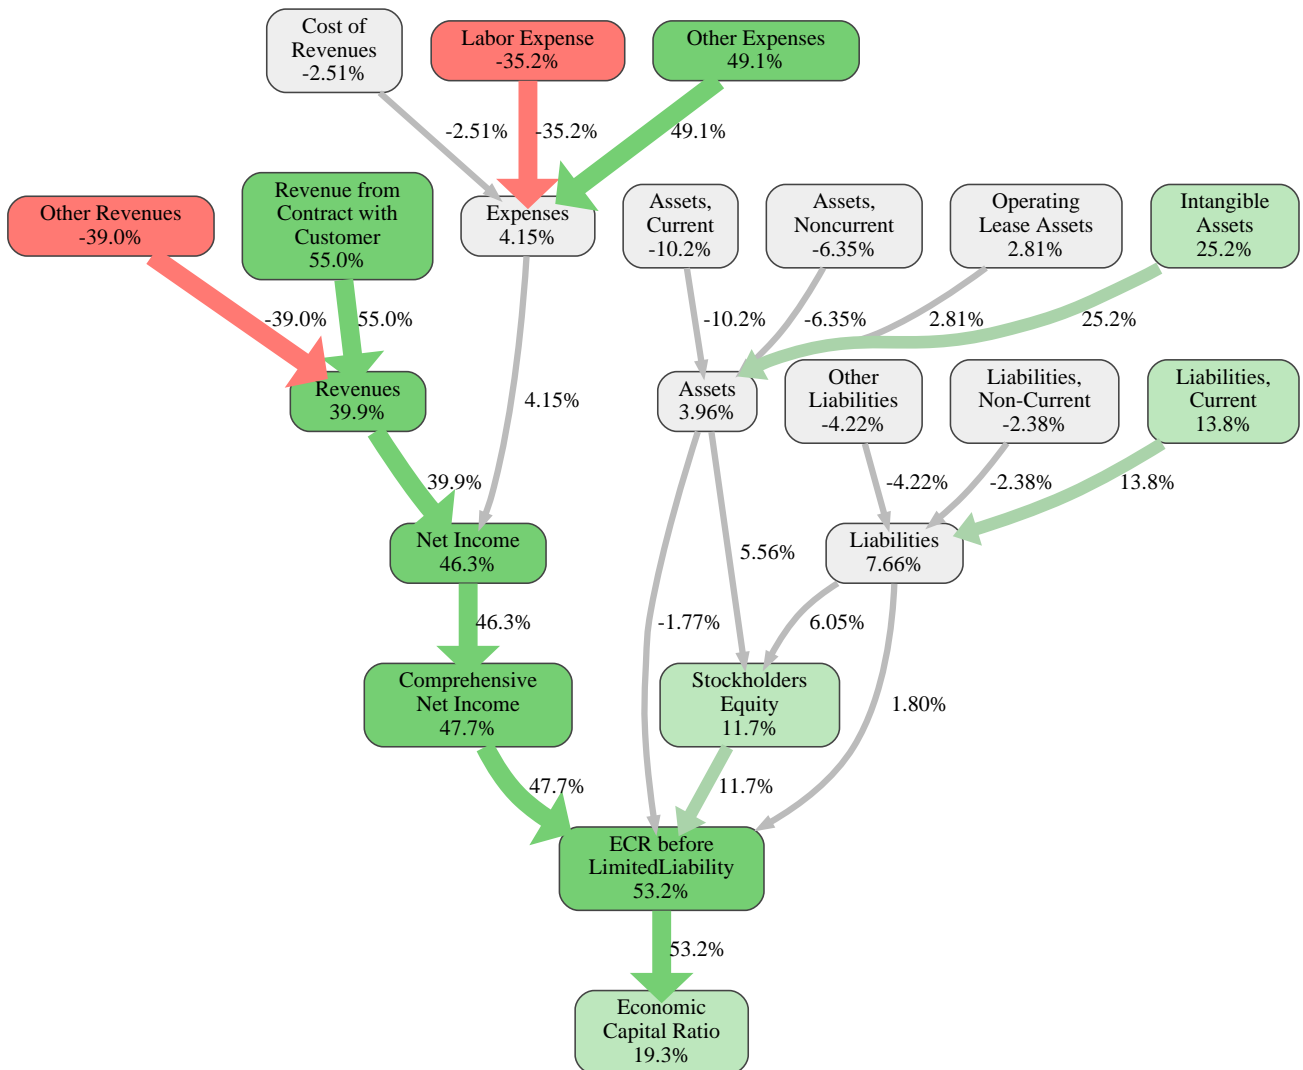 Cost of
Revenues
-2.51%
Labor Expense
-35.2%
Other Expenses
49.1%
-2.51%
-35.2%
49.1%
Other Revenues
-39.0%
Revenue from
Contract with
Customer
55.0%
Expenses
4.15%
Assets,
Current
-10.2%
Assets,
Noncurrent
-6.35%
Operating
Lease Assets
2.81%
Intangible
Assets
25.2%
-39.0%
55.0%
-10.2%
-6.35%
2.81%
25.2%
Revenues
39.9%
4.15%
Assets
3.96%
Other
Liabilities
-4.22%
Liabilities,
Non-Current
-2.38%
Liabilities,
Current
13.8%
39.9%
-4.22%
-2.38%
13.8%
Net Income
46.3%
5.56%
Liabilities
7.66%
46.3%
-1.77%
6.05%
Comprehensive
Net Income
47.7%
Stockholders
Equity
11.7%
1.80%
47.7%
11.7%
ECR before
LimitedLiability
53.2%
53.2%
Economic
Capital Ratio
19.3%